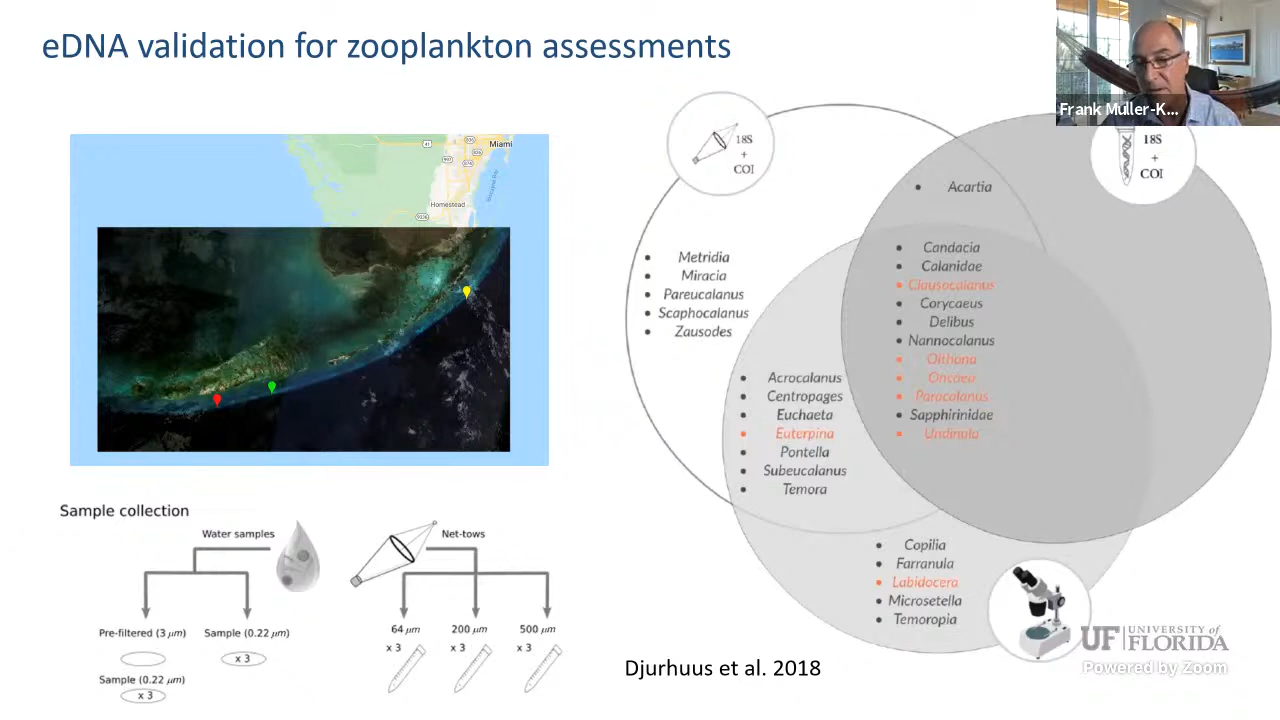 eDNA validation for zooplankton assessments
Frank Muller-K...
Miami
41
Homestead
Sample collection
Water samples
Net-tows
Pre-filtered (3 µm)
Sample (0.22 µm)
x 3
Sample (0.22 µm)
x 3
64 µm
200 µm
500 µm
x 3
x 3
x 3
18S
+
COI
18S
+
COI
• Acartia
• Metridia
• Miracia
• Pareucalanus
• Scaphocalanus
• Zausodes
• Candacia
• Calanidae
• Clausocalanus
• Corycaeus
• Delibus
• Nannocalanus
• Oithona
• Oncaea
• Paracalanus
• Sapphirinidae
• Undinula
• Acrocalanus
• Centropages
• Euchaeta
• Euterpina
• Pontella
• Subeucalanus
• Temora
• Copilia
• Farranula
• Labidocera
• Microsetella
• Temoropia
Djurhuus et al. 2018
UF UNIVERSITY of
FLORIDA
Powered by Zoom